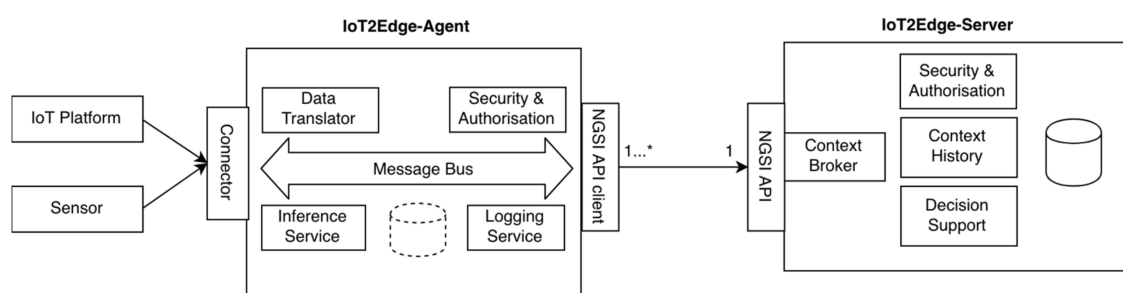 IoT2Edge-Agent
IoT2Edge-Server
IoT Platform
Sensor
Connector
Data
Translator
Security &
Authorisation
Message Bus
Inference
Service
Logging
Service
NGSI API client
1...*
1
NGSI API
Context
Broker
Security &
Authorisation
Context
History
Decision
Support